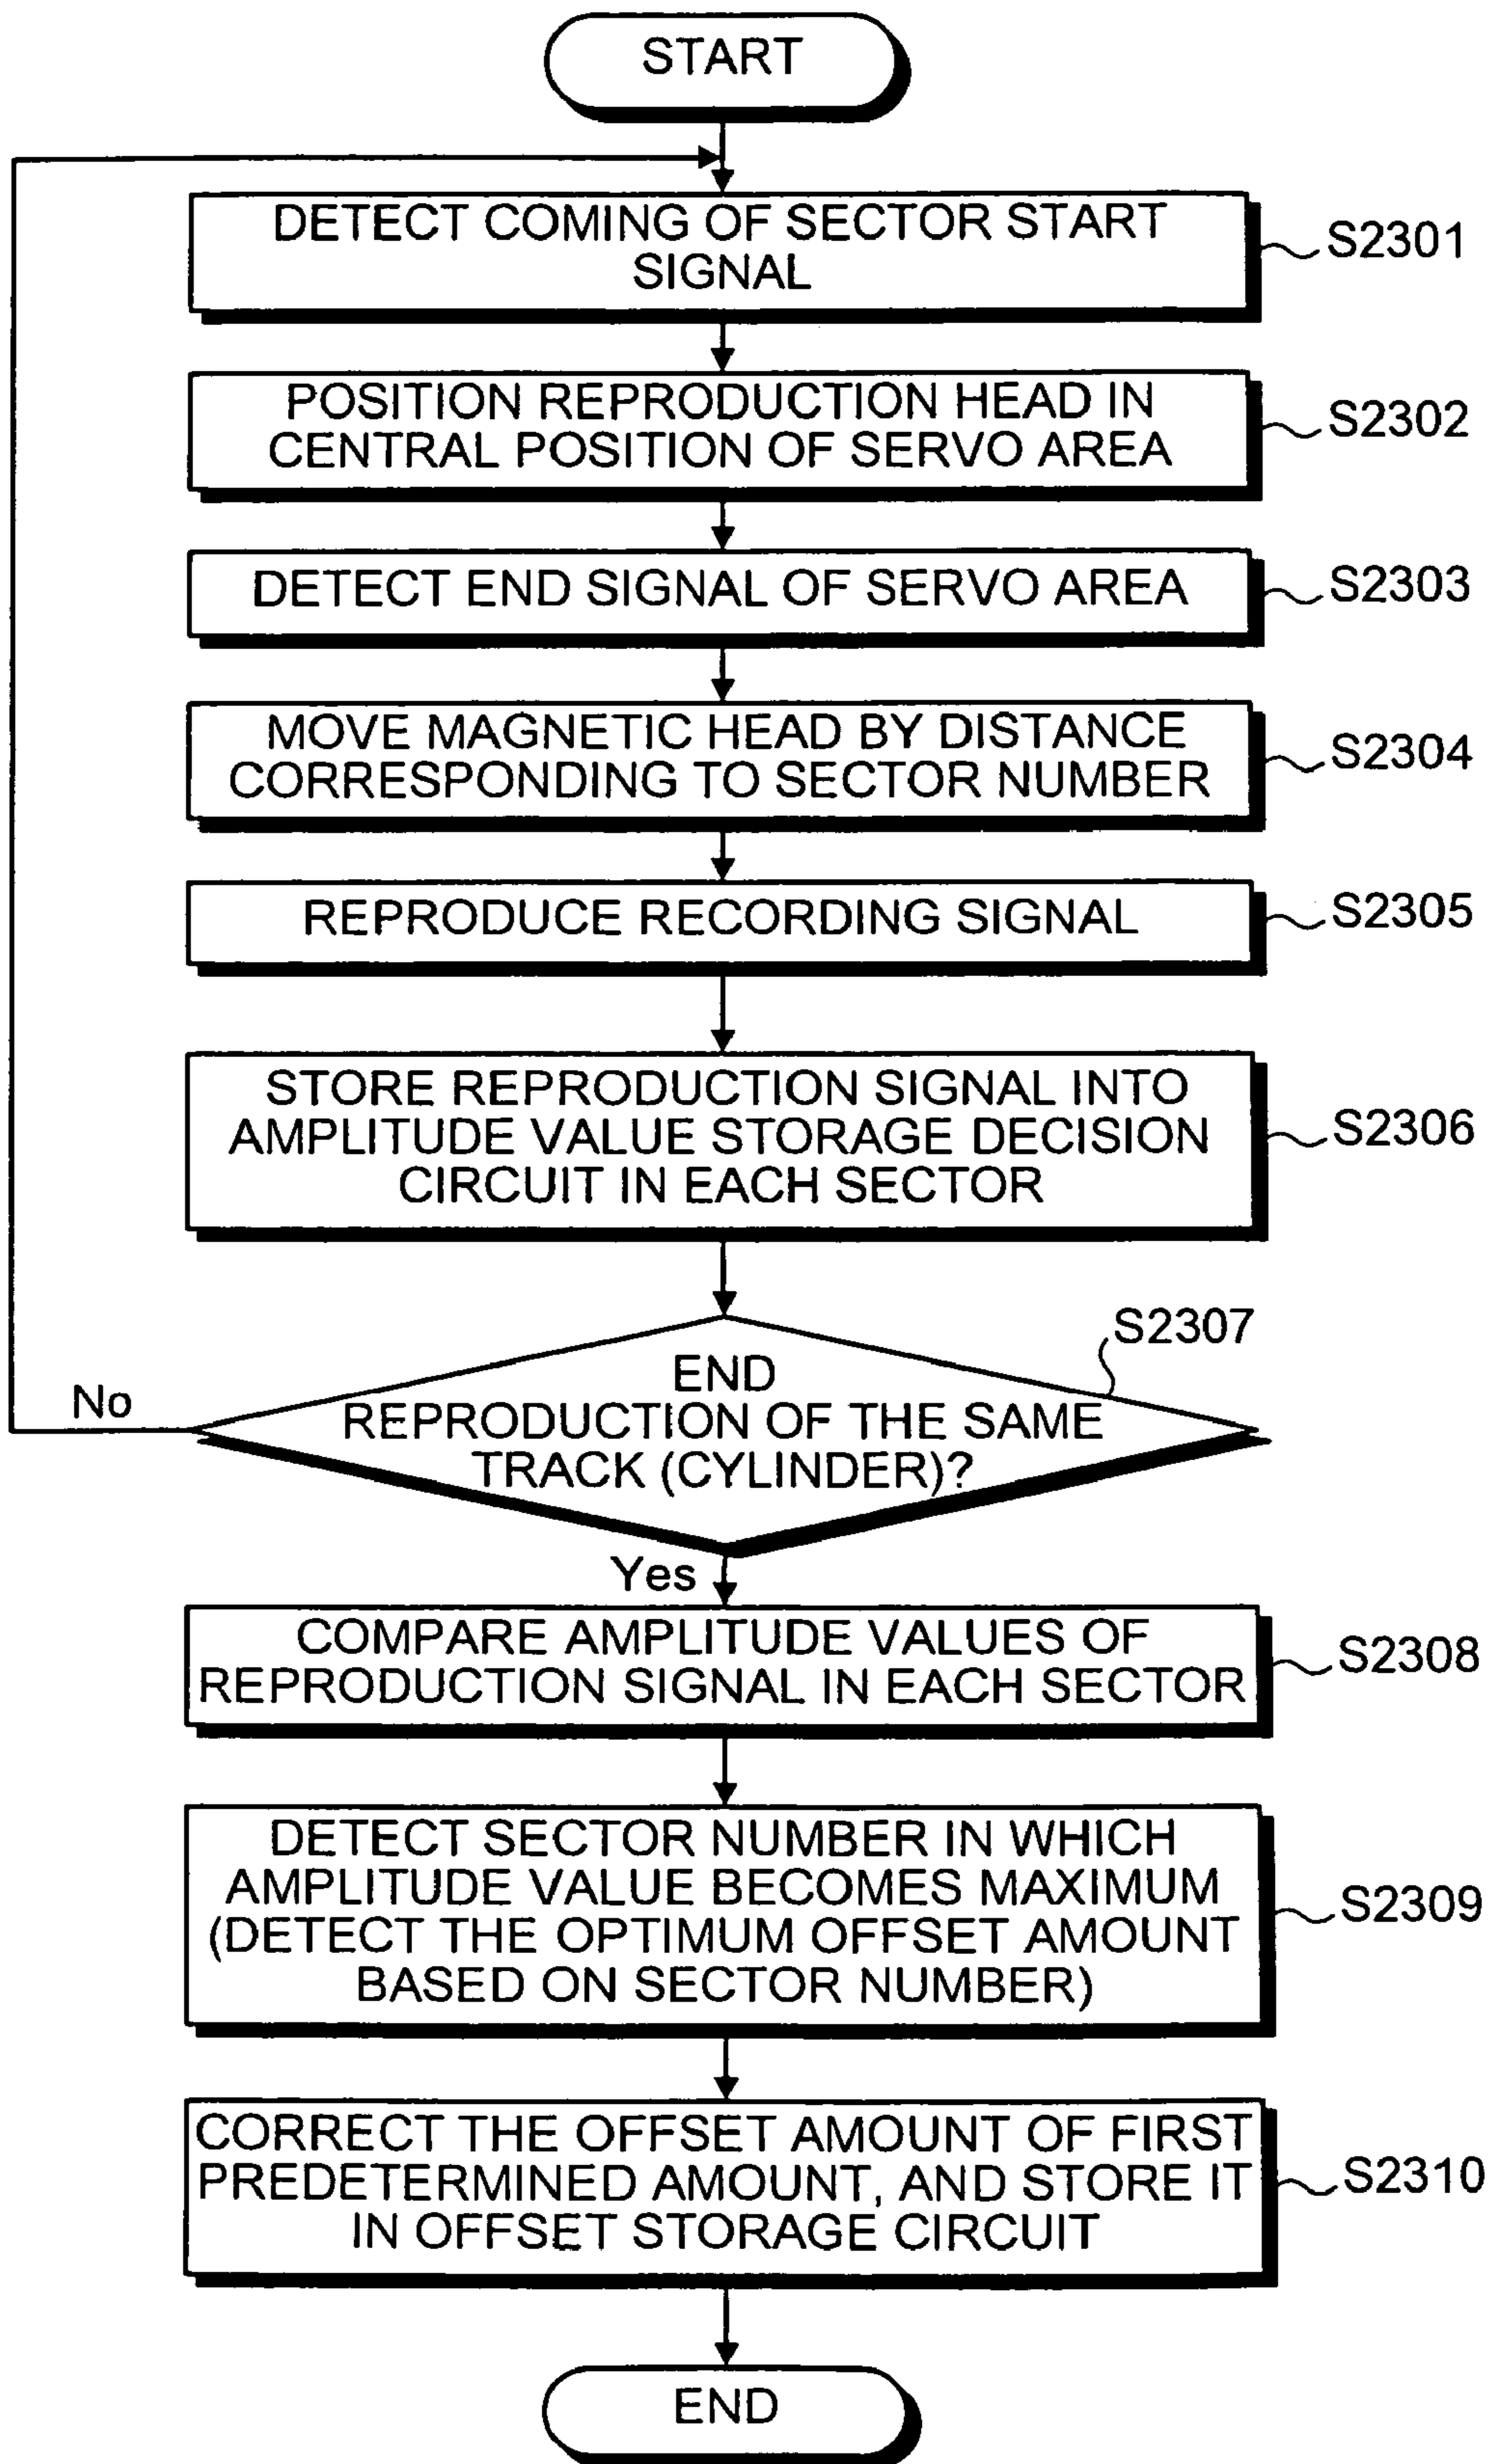 START
DETECT COMING OF SECTOR START
SIGNAL
S2301
POSITION REPRODUCTION HEAD IN
CENTRAL POSITION OF SERVO AREA
S2302
DETECT END SIGNAL OF SERVO AREA
S2303
MOVE MAGNETIC HEAD BY DISTANCE
CORRESPONDING TO SECTOR NUMBER
S2304
REPRODUCE RECORDING SIGNAL
S2305
STORE REPRODUCTION SIGNAL INTO
AMPLITUDE VALUE STORAGE DECISION
CIRCUIT IN EACH SECTOR
S2306
S2307
END
REPRODUCTION OF THE SAME
TRACK (CYLINDER)?
No
Yes
COMPARE AMPLITUDE VALUES OF
REPRODUCTION SIGNAL IN EACH SECTOR
S2308
DETECT SECTOR NUMBER IN WHICH
AMPLITUDE VALUE BECOMES MAXIMUM
(DETECT THE OPTIMUM OFFSET AMOUNT
BASED ON SECTOR NUMBER)
S2309
CORRECT THE OFFSET AMOUNT OF FIRST
PREDETERMINED AMOUNT, AND STORE IT
IN OFFSET STORAGE CIRCUIT
S2310
END